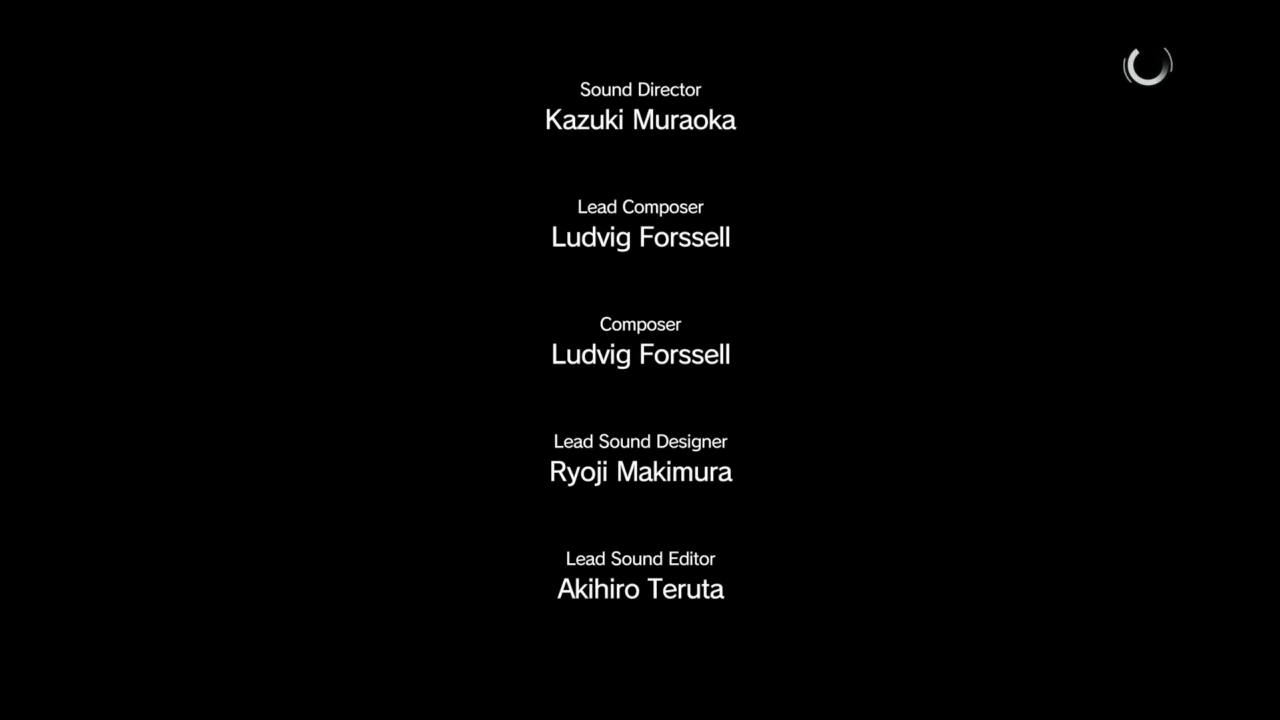 Sound Director
Kazuki Muraoka
Lead Composer
Ludvig Forssell
Composer
Ludvig Forssell
Lead Sound Designer
Ryoji Makimura
Lead Sound Editor
Akihiro Teruta